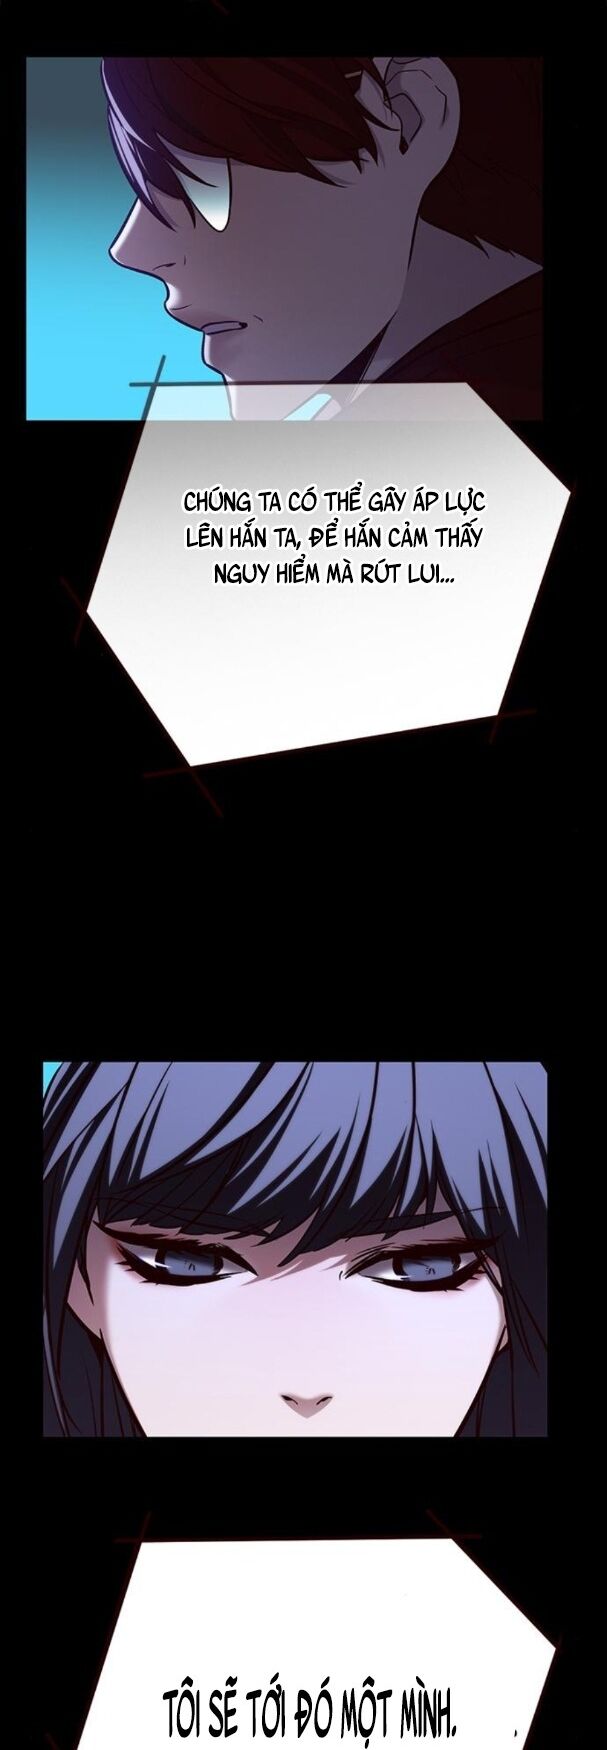 CHÚNG TA CÓ THỂ GÂY ÁP LỰC
LÊN HẮN TA, ĐỂ HẮN CẢM THẤY
NGUY HIỂM MÀ RÚT LUI...
TÔI SẼ TỚI ĐÓ MỘT MÌNH.